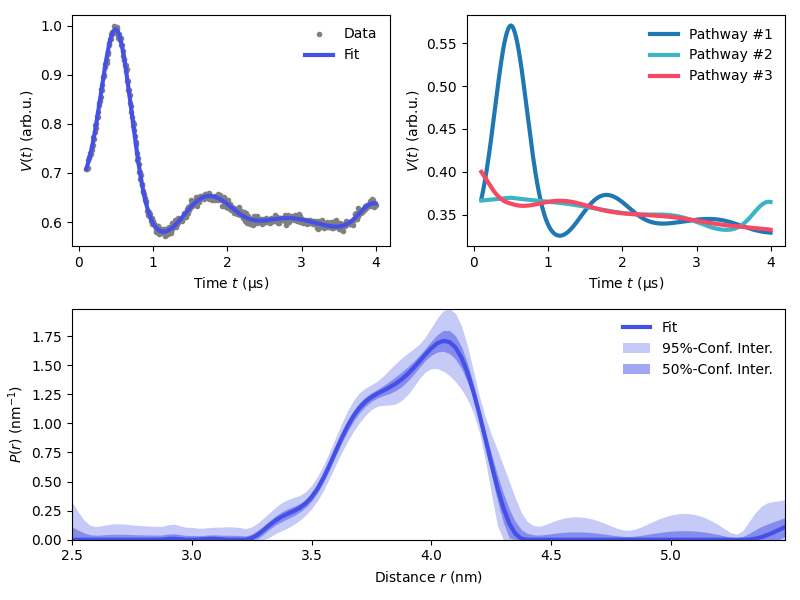 1.0
0.9
0.8
0.7
0.6
V(t) (arb.u.)
0 1 2 3 4
Time t (μs)
Data
Fit
0.55
0.50
0.45
0.40
0.35
V(t) (arb.u.)
0 1 2 3 4
Time t (μs)
Pathway #1
Pathway #2
Pathway #3
1.75
1.50
1.25
1.00
0.75
0.50
0.25
0.00
P(r) (nm⁻¹)
2.5 3.0 3.5 4.0 4.5 5.0
Distance r (nm)
Fit
95%-Conf. Inter.
50%-Conf. Inter.